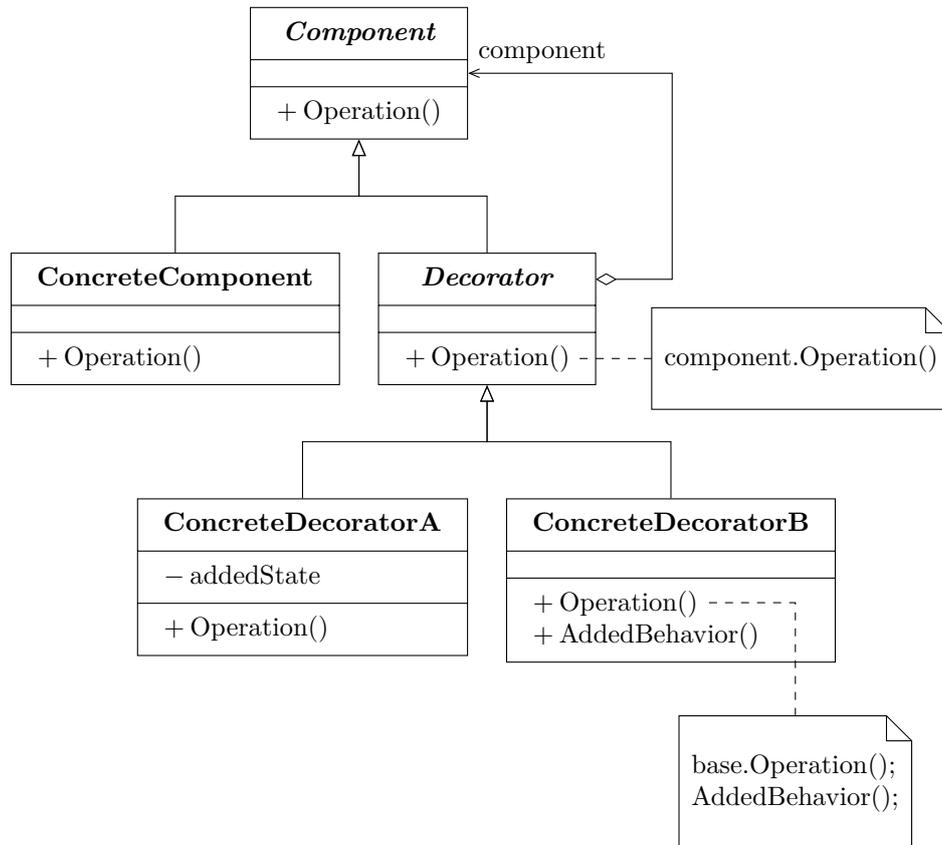 Component
component
+ Operation()
ConcreteComponent
+ Operation()
Decorator
+ Operation()
component.Operation()
ConcreteDecoratorA
− addedState
+ Operation()
ConcreteDecoratorB
+ Operation()
+ AddedBehavior()
base.Operation();
AddedBehavior();